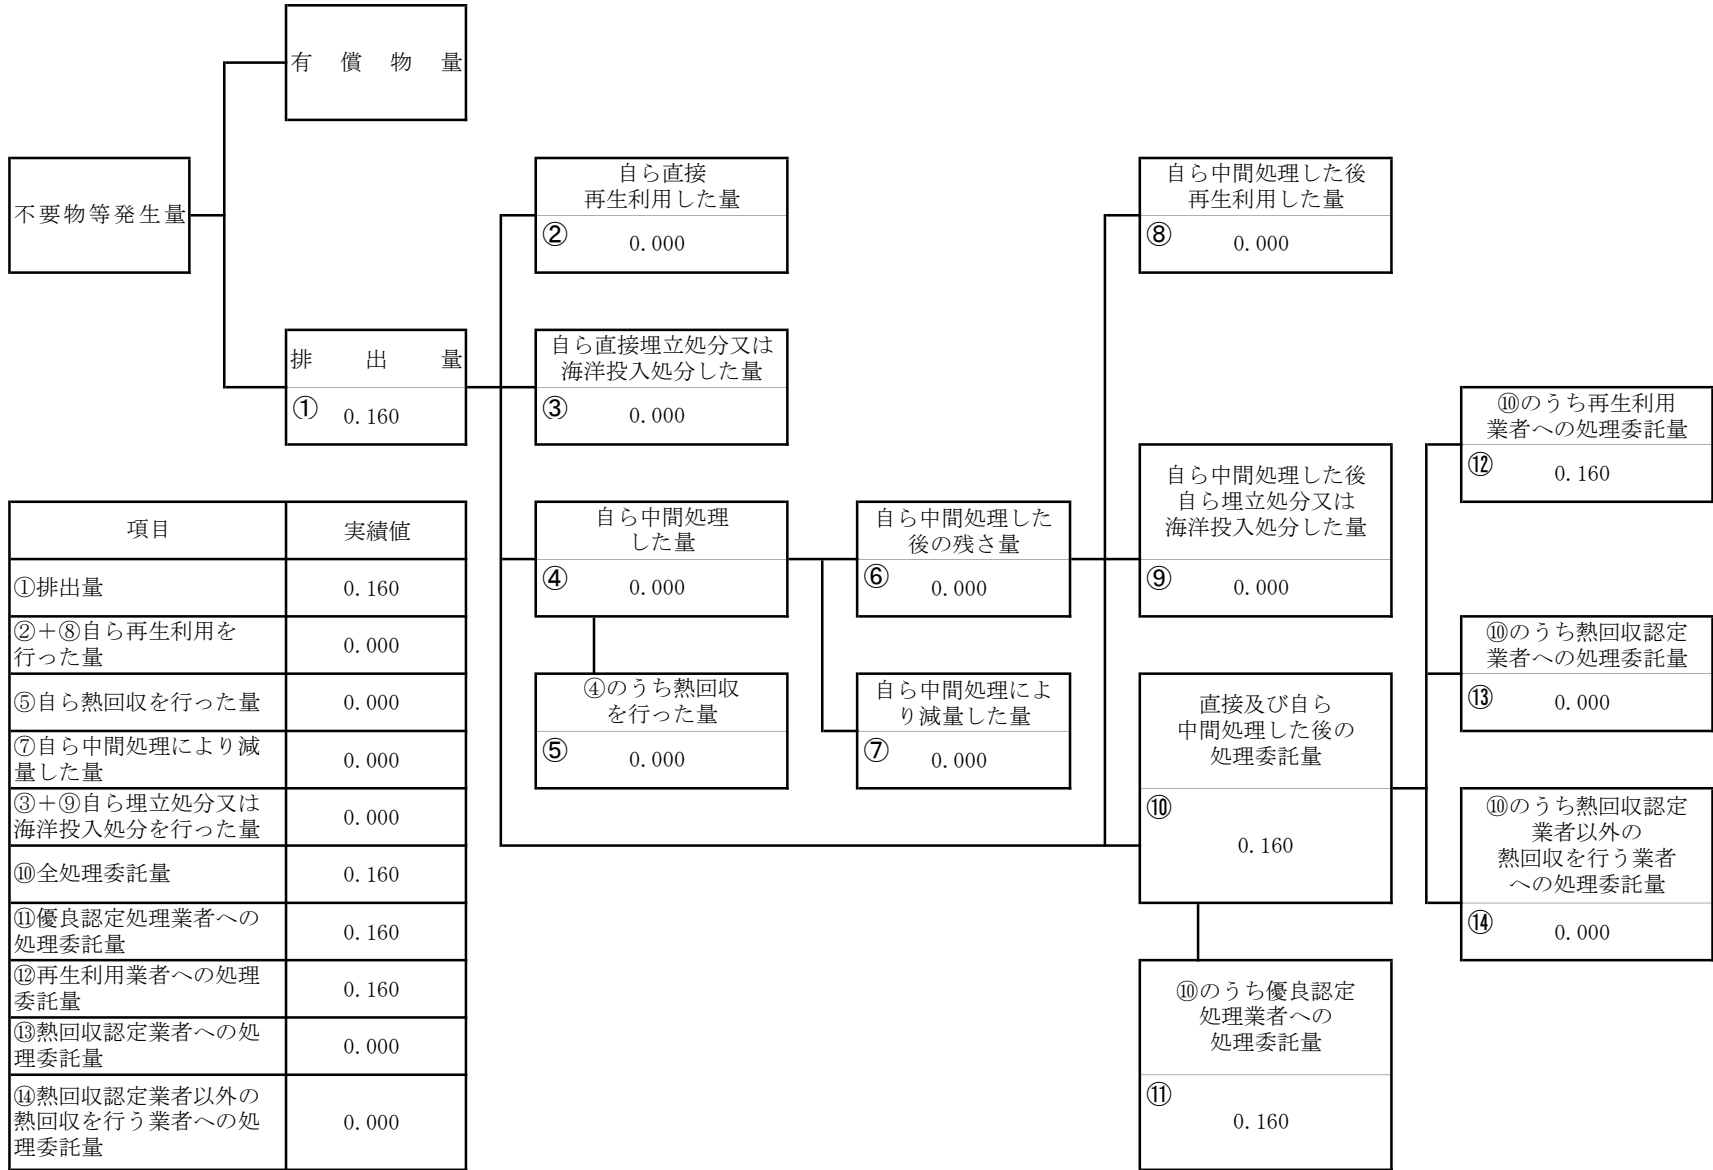 有償物量
不要物等発生量
排出量
① 0.160
自ら直接
再生利用した量
② 0.000
自ら直接埋立処分又は
海洋投入処分した量
③ 0.000
自ら中間処理
した量
④ 0.000
④のうち熱回収
を行った量
⑤ 0.000
自ら中間処理した
後の残さ量
⑥ 0.000
自ら中間処理によ
り減量した量
⑦ 0.000
自ら中間処理した後
再生利用した量
⑧ 0.000
自ら中間処理した後
自ら埋立処分又は
海洋投入処分した量
⑨ 0.000
直接及び自ら
中間処理した後の
処理委託量
⑩
0.160
⑩のうち優良認定
処理業者への
処理委託量
⑪
0.160
⑩のうち再生利用
業者への処理委託量
⑫ 0.160
⑩のうち熱回収認定
業者への処理委託量
⑬ 0.000
⑩のうち熱回収認定
業者以外の
熱回収を行う業者
への処理委託量
⑭ 0.000
項目 実績値
①排出量 0.160
②＋⑧自ら再生利用を
行った量 0.000
⑤自ら熱回収を行った量 0.000
⑦自ら中間処理により減
量した量 0.000
③＋⑨自ら埋立処分又は
海洋投入処分を行った量 0.000
⑩全処理委託量 0.160
⑪優良認定処理業者への
処理委託量 0.160
⑫再生利用業者への処理
委託量 0.160
⑬熱回収認定業者への処
理委託量 0.000
⑭熱回収認定業者以外の
熱回収を行う業者への処
理委託量 0.000